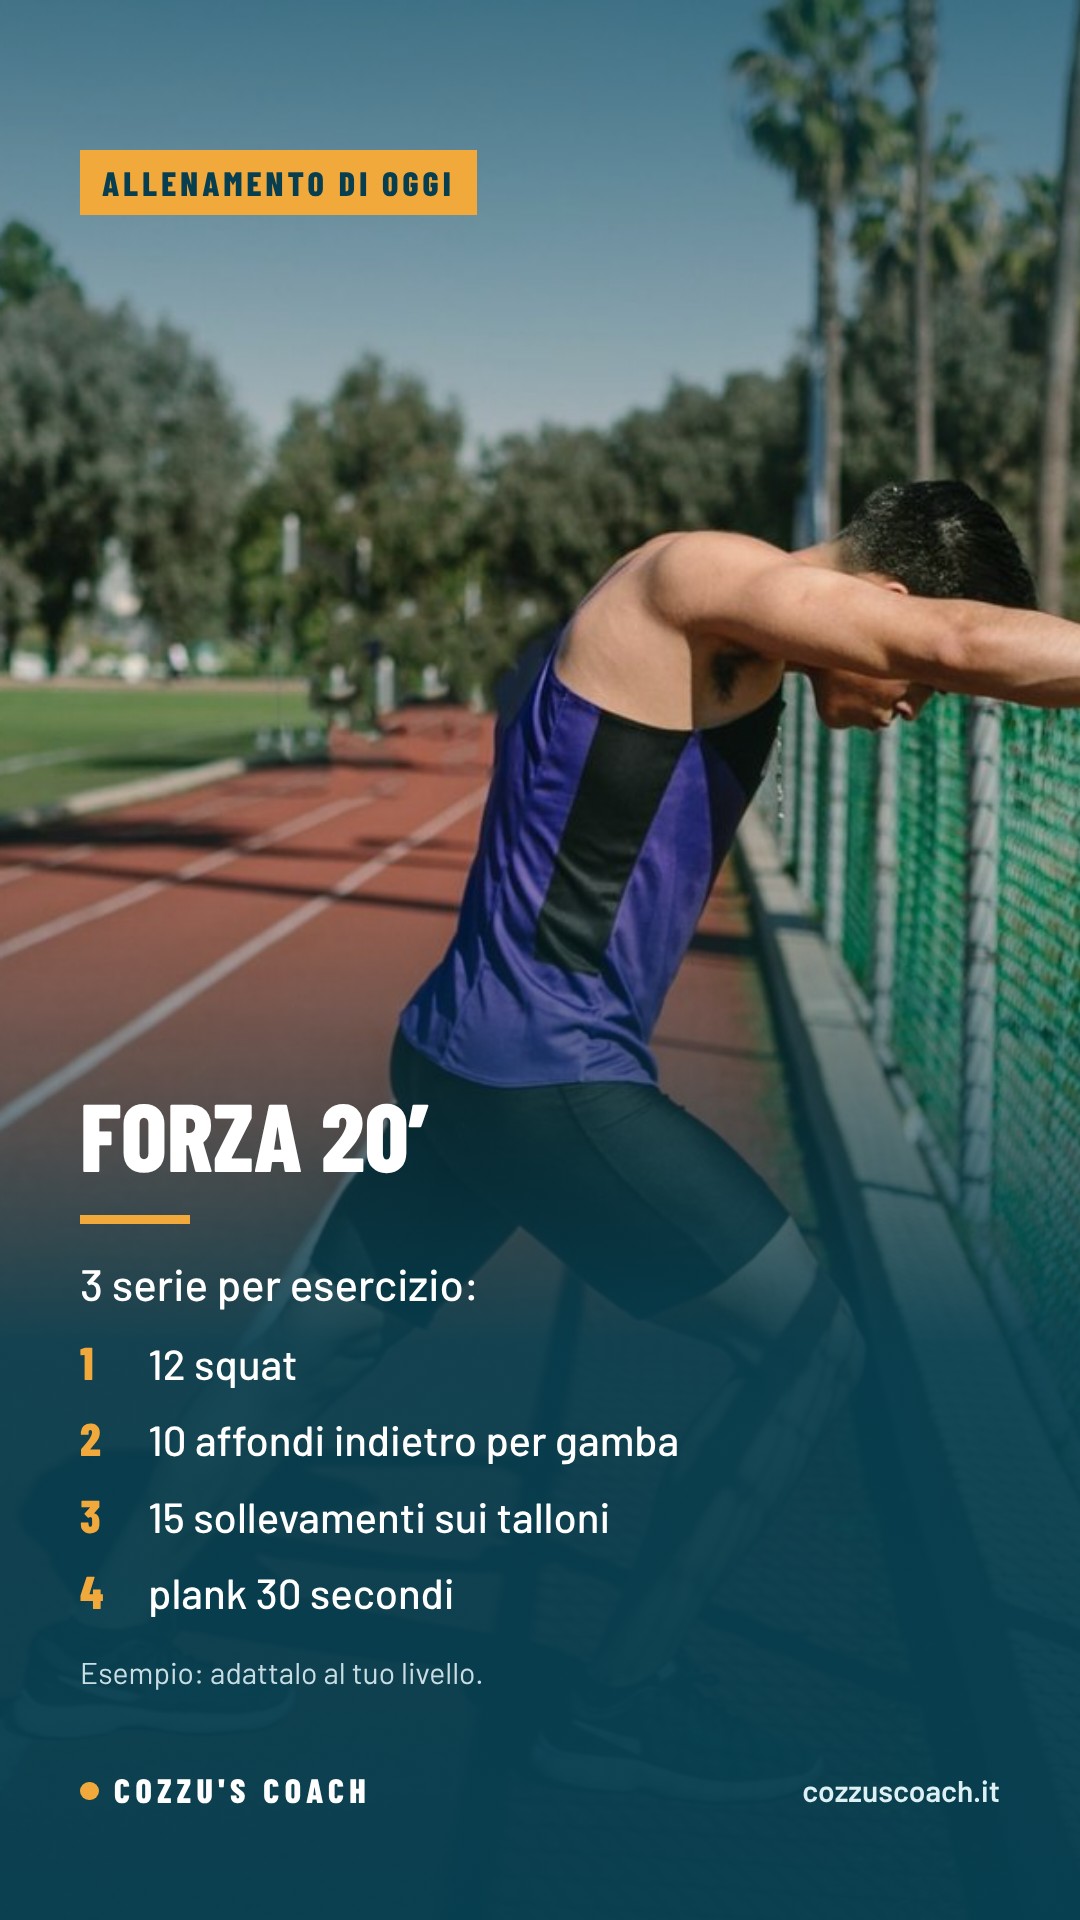 ALLENAMENTO DI OGGI
FORZA 20′
3 serie per esercizio:
1 12 squat
2 10 affondi indietro per gamba
3 15 sollevamenti sui talloni
4 plank 30 secondi
Esempio: adattalo al tuo livello.
COZZU'S COACH
cozzuscoach.it